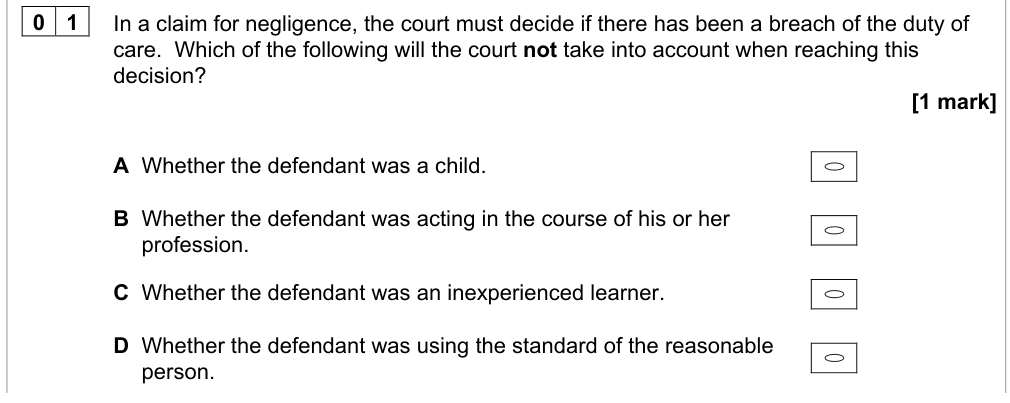 0 1 In a claim for negligence, the court must decide if there has been a breach of the duty of
care. Which of the following will the court not take into account when reaching this
decision?
[1 mark]
A Whether the defendant was a child.
B Whether the defendant was acting in the course of his or her
profession.
C Whether the defendant was an inexperienced learner.
D Whether the defendant was using the standard of the reasonable
person.